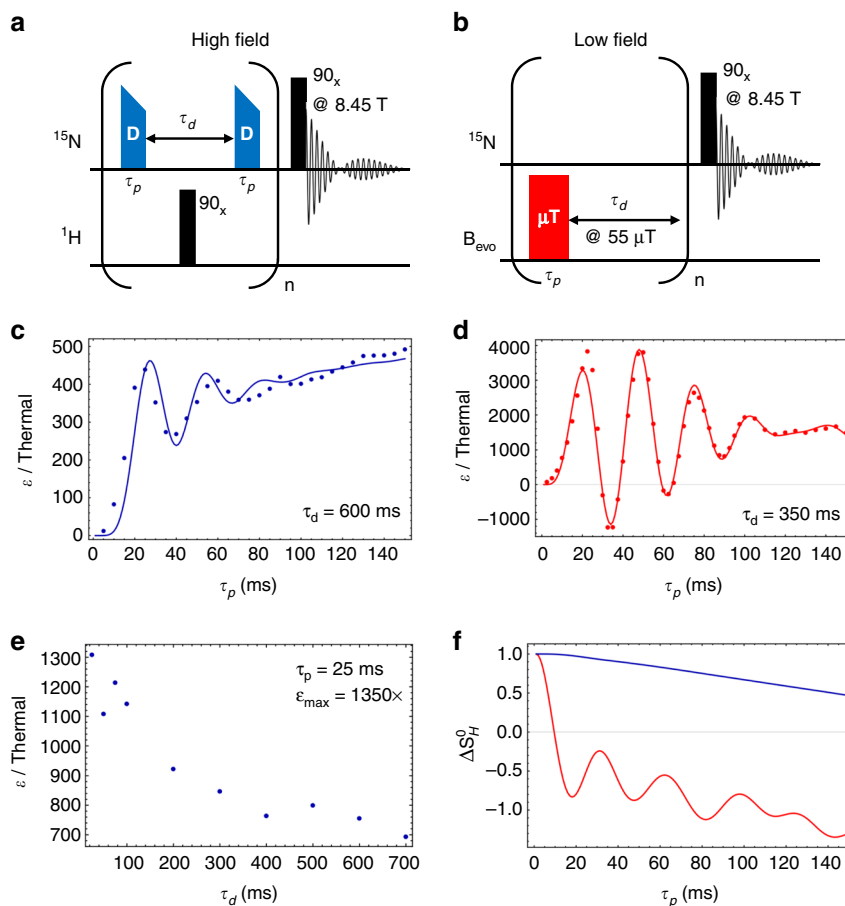 a
High field
90x
@ 8.45 T
D
τd
D
15N
τp
τp
90x
1H
n
b
Low field
90x
@ 8.45 T
15N
μT
τd
@ 55 μT
Bevo
τp
n
c
500
400
300
200
100
0
ε / Thermal
τd = 600 ms
0 20 40 60 80 100 120 140
τp (ms)
d
4000
3000
2000
1000
0
−1000
ε / Thermal
τd = 350 ms
0 20 40 60 80 100 120 140
τp (ms)
e
1300
1200
1100
1000
900
800
700
ε / Thermal
τp = 25 ms
εmax = 1350×
100 200 300 400 500 600 700
τd (ms)
f
1.0
0.5
0.0
−0.5
−1.0
ΔS0H
0 20 40 60 80 100 120 140
τp (ms)